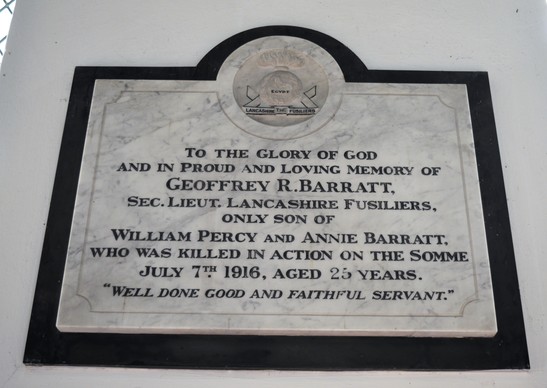 EGYPT
LANCASHIRE THE FUSILIERS
TO THE GLORY OF GOD
AND IN PROUD AND LOVING MEMORY OF
GEOFFREY R. BARRATT,
SEC. LIEUT. LANCASHIRE FUSILIERS,
ONLY SON OF
WILLIAM PERCY AND ANNIE BARRATT,
WHO WAS KILLED IN ACTION ON THE SOMME
JULY 7TH 1916, AGED 25 YEARS.
"WELL DONE GOOD AND FAITHFUL SERVANT."